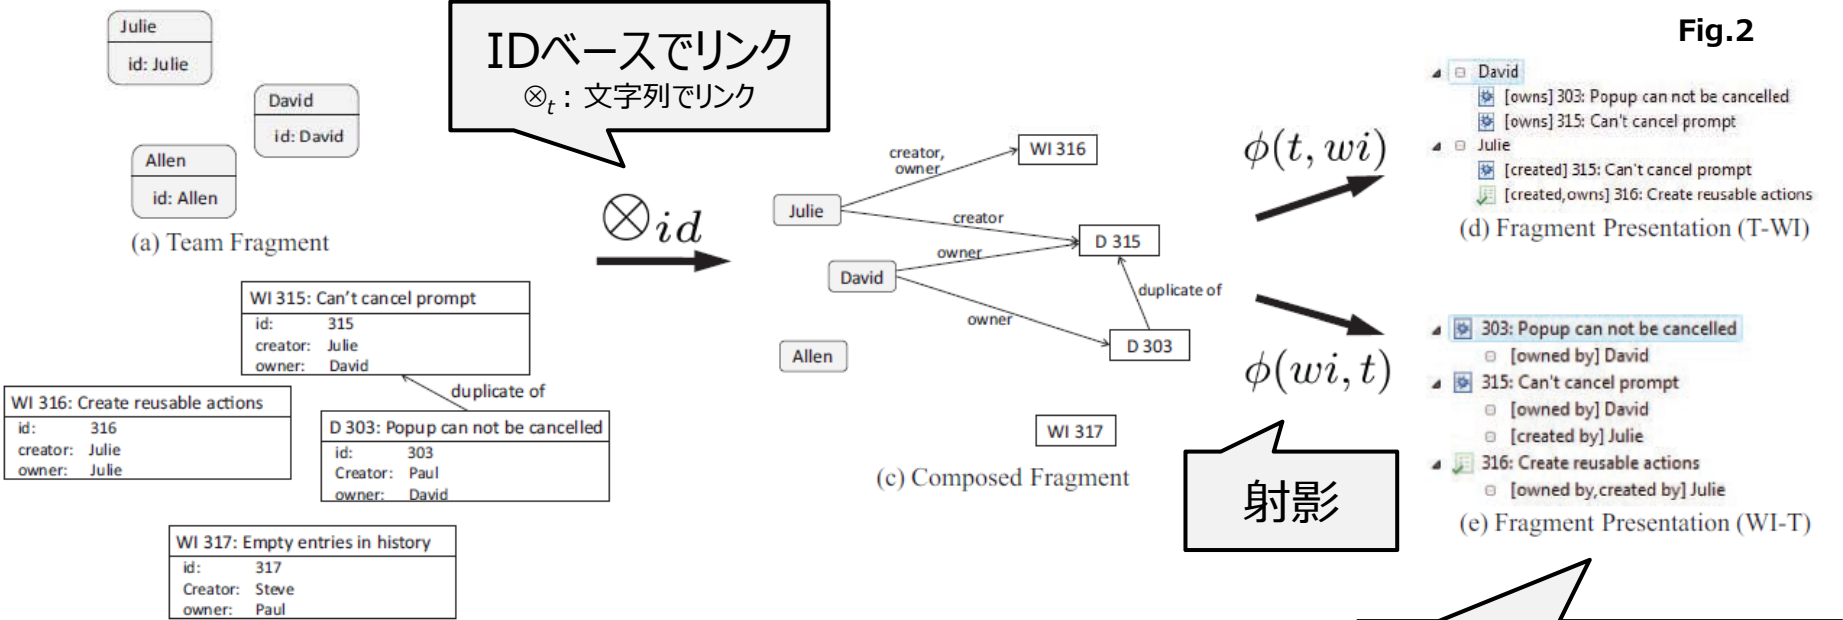 Julie
id: Julie
David
id: David
Allen
id: Allen
(a) Team Fragment
WI 315: Can't cancel prompt
id: 315
creator: Julie
owner: David
duplicate of
WI 316: Create reusable actions
id: 316
creator: Julie
owner: Julie
D 303: Popup can not be cancelled
id: 303
Creator: Paul
owner: David
WI 317: Empty entries in history
id: 317
Creator: Steve
owner: Paul
IDベースでリンク
⊗t：文字列でリンク
⊗id
creator,
owner
WI 316
Julie
creator
D 315
owner
David
duplicate of
owner
D 303
Allen
WI 317
(c) Composed Fragment
ϕ(t, wi)
ϕ(wi, t)
射影
Fig.2
David
[owns] 303: Popup can not be cancelled
[owns] 315: Can't cancel prompt
Julie
[created] 315: Can't cancel prompt
[created,owns] 316: Create reusable actions
(d) Fragment Presentation (T-WI)
303: Popup can not be cancelled
[owned by] David
315: Can't cancel prompt
[owned by] David
[created by] Julie
316: Create reusable actions
[owned by,created by] Julie
(e) Fragment Presentation (WI-T)